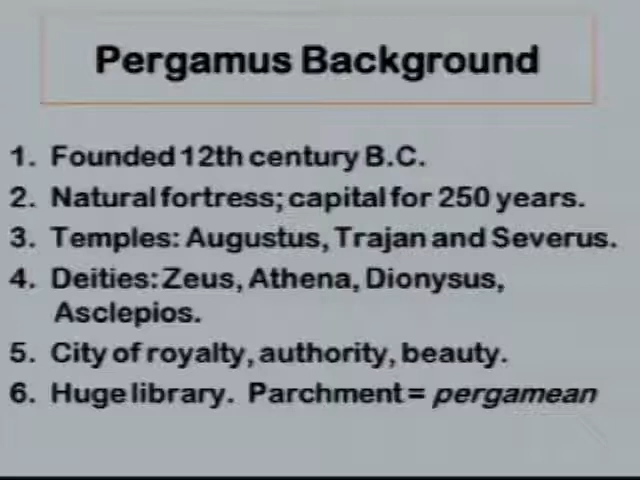 Pergamus Background
1. Founded 12th century B.C.
2. Natural fortress; capital for 250 years.
3. Temples: Augustus, Trajan and Severus.
4. Deities: Zeus, Athena, Dionysus,
Asclepios.
5. City of royalty, authority, beauty.
6. Huge library. Parchment = pergamean